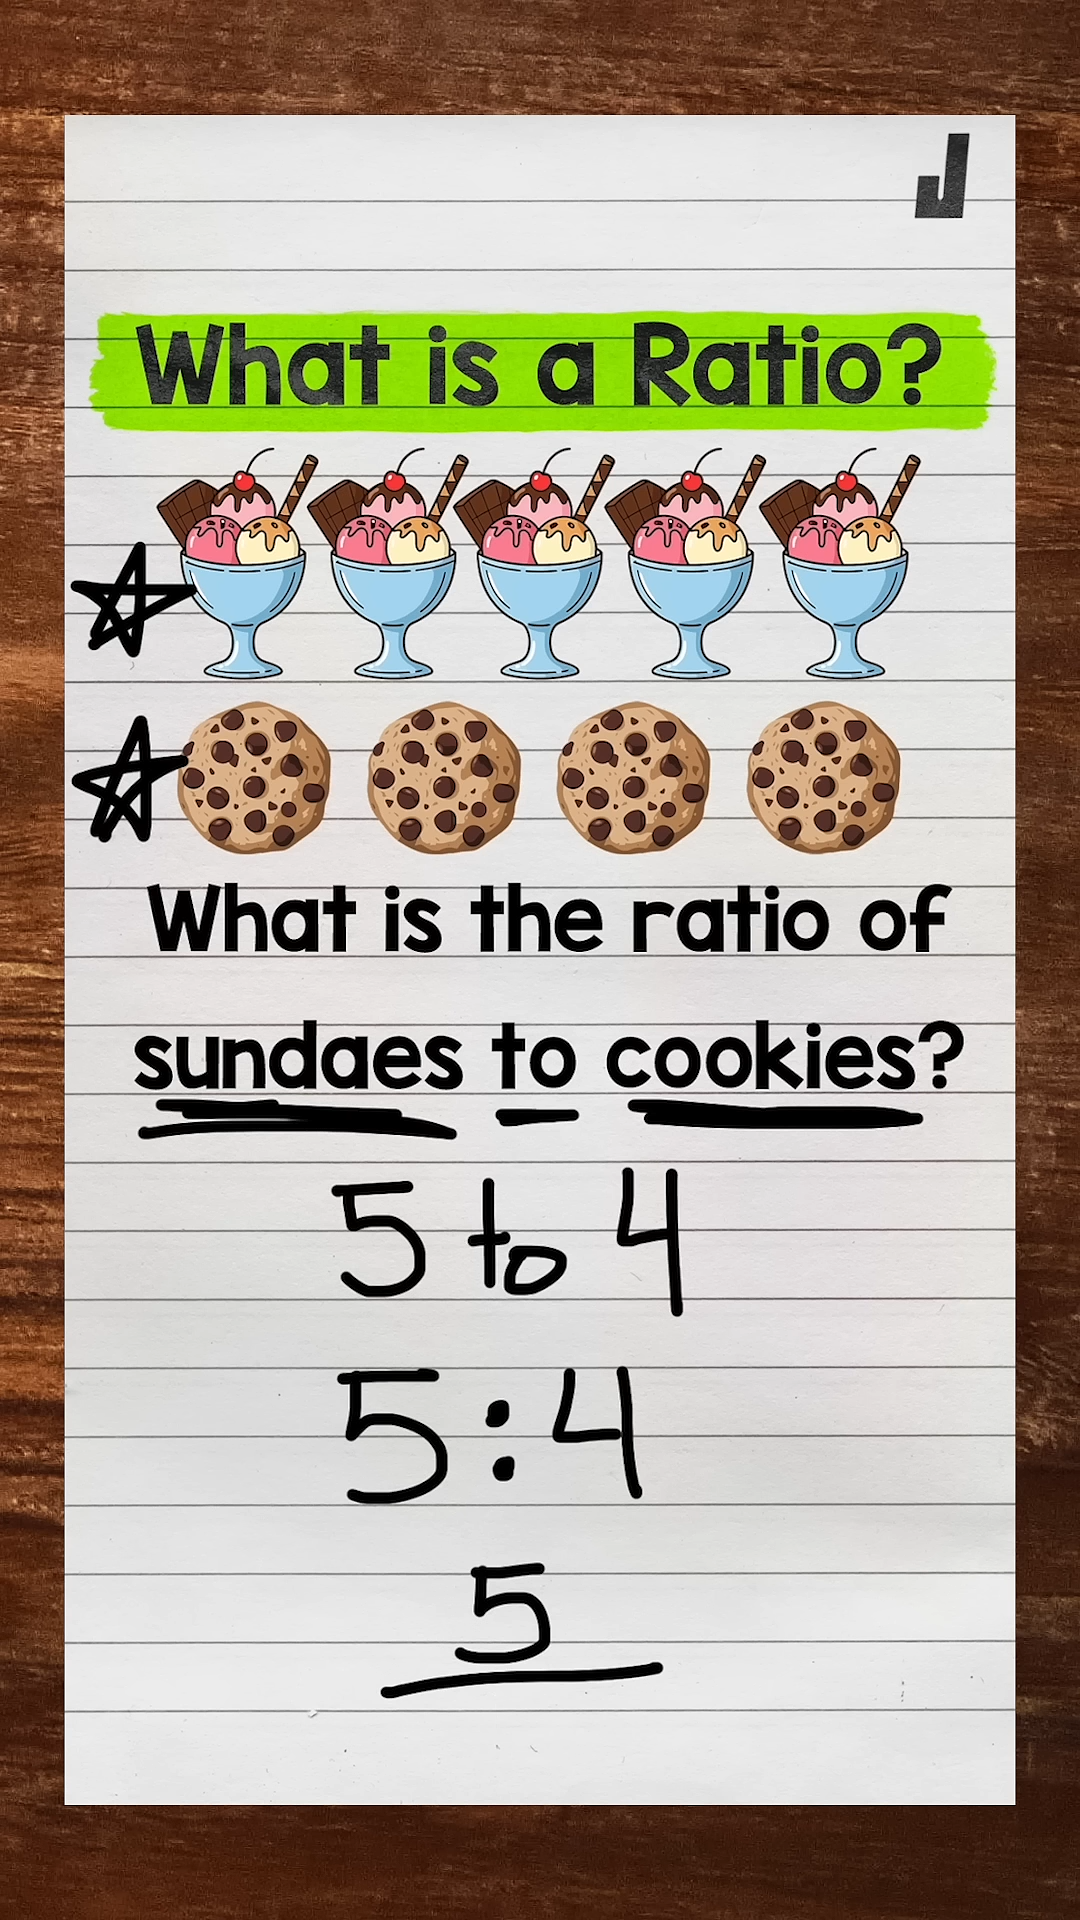 J
What is a Ratio?
What is the ratio of
sundaes to cookies?
5 to 4
5:4
5